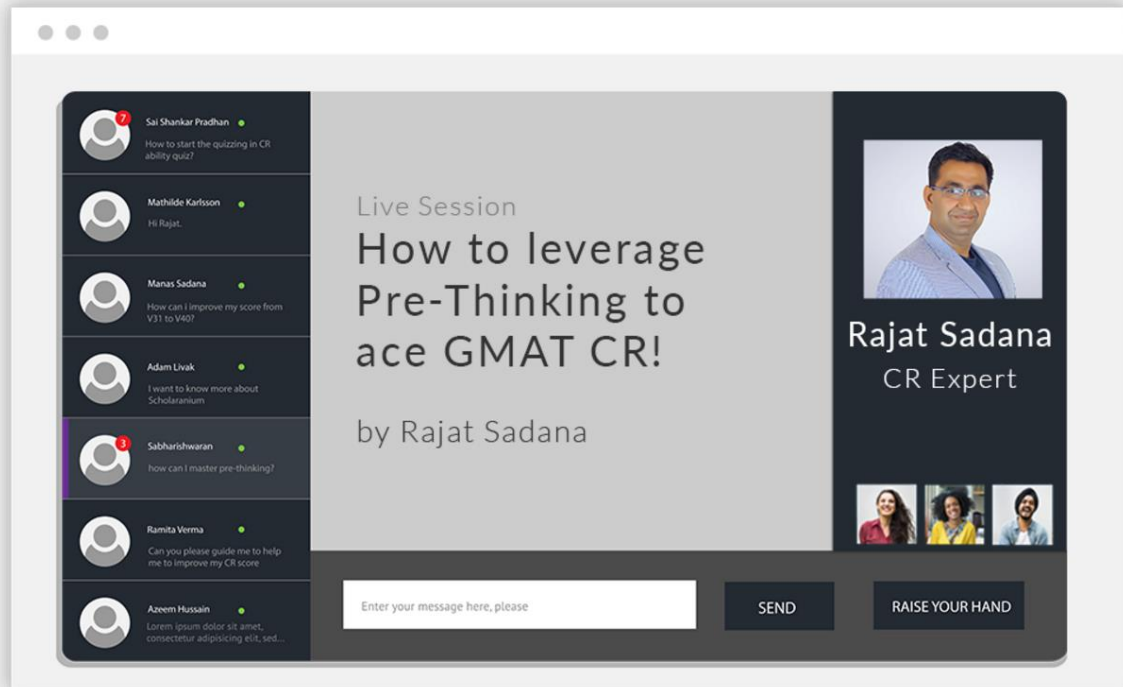 7
Sai Shankar Pradhan
How to start the quizzing in CR
ability quiz?
Mathilde Karlsson
Hi Rajat.
Manas Sadana
How can i improve my score from
V31 to V40?
Adam Livak
I want to know more about
Scholaranium
3
Sabharishwaran
how can I master pre-thinking?
Ramita Verma
Can you please guide me to help
me to improve my CR score
Azeem Hussain
Lorem ipsum dolor sit amet,
consectetur adipisicing elit, sed...
Live Session
How to leverage
Pre-Thinking to
ace GMAT CR!
by Rajat Sadana
Enter your message here, please
SEND
RAISE YOUR HAND
Rajat Sadana
CR Expert